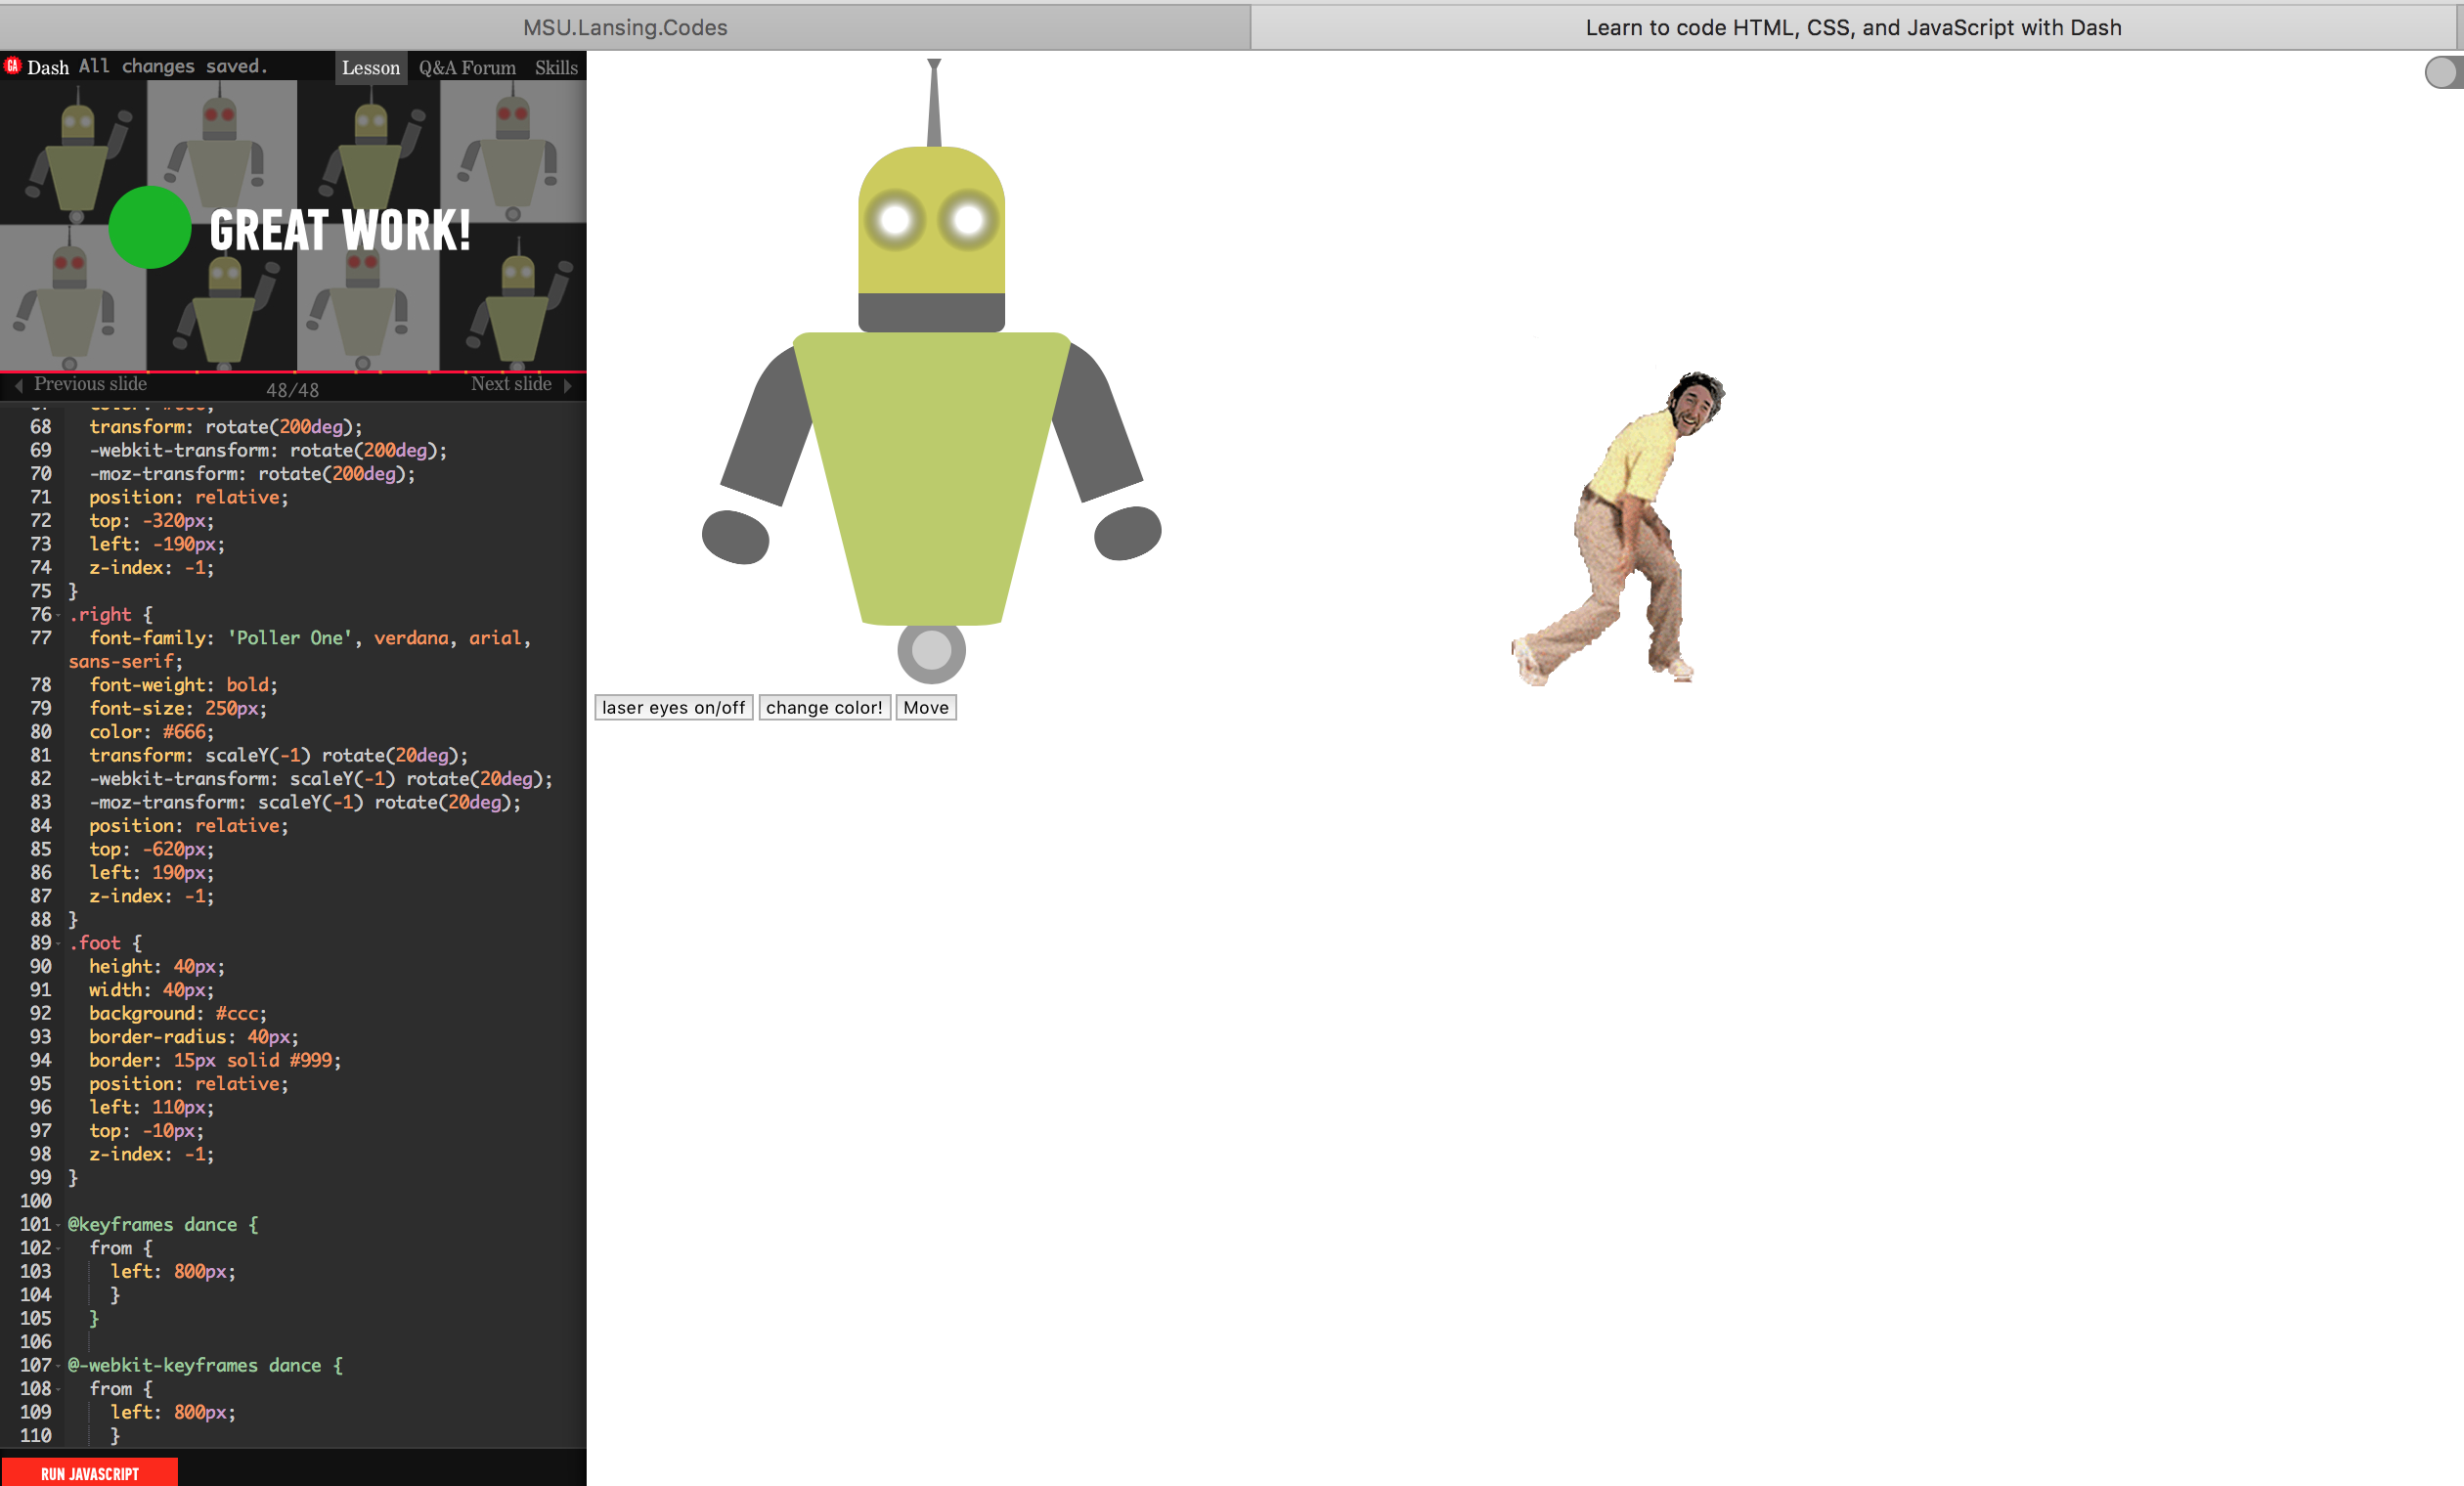 MSU.Lansing.Codes
Learn to code HTML, CSS, and JavaScript with Dash
GA Dash All changes saved. Lesson Q&A Forum Skills
GREAT WORK!
Previous slide 48/48 Next slide
68 transform: rotate(200deg);
69 -webkit-transform: rotate(200deg);
70 -moz-transform: rotate(200deg);
71 position: relative;
72 top: -320px;
73 left: -190px;
74 z-index: -1;
75 }
76 .right {
77 font-family: 'Poller One', verdana, arial,
sans-serif;
78 font-weight: bold;
79 font-size: 250px;
80 color: #666;
81 transform: scaleY(-1) rotate(20deg);
82 -webkit-transform: scaleY(-1) rotate(20deg);
83 -moz-transform: scaleY(-1) rotate(20deg);
84 position: relative;
85 top: -620px;
86 left: 190px;
87 z-index: -1;
88 }
89 .foot {
90 height: 40px;
91 width: 40px;
92 background: #ccc;
93 border-radius: 40px;
94 border: 15px solid #999;
95 position: relative;
96 left: 110px;
97 top: -10px;
98 z-index: -1;
99 }
100
101 @keyframes dance {
102 from {
103 left: 800px;
104 }
105 }
106
107 @-webkit-keyframes dance {
108 from {
109 left: 800px;
110 }
RUN JAVASCRIPT
laser eyes on/off change color! Move